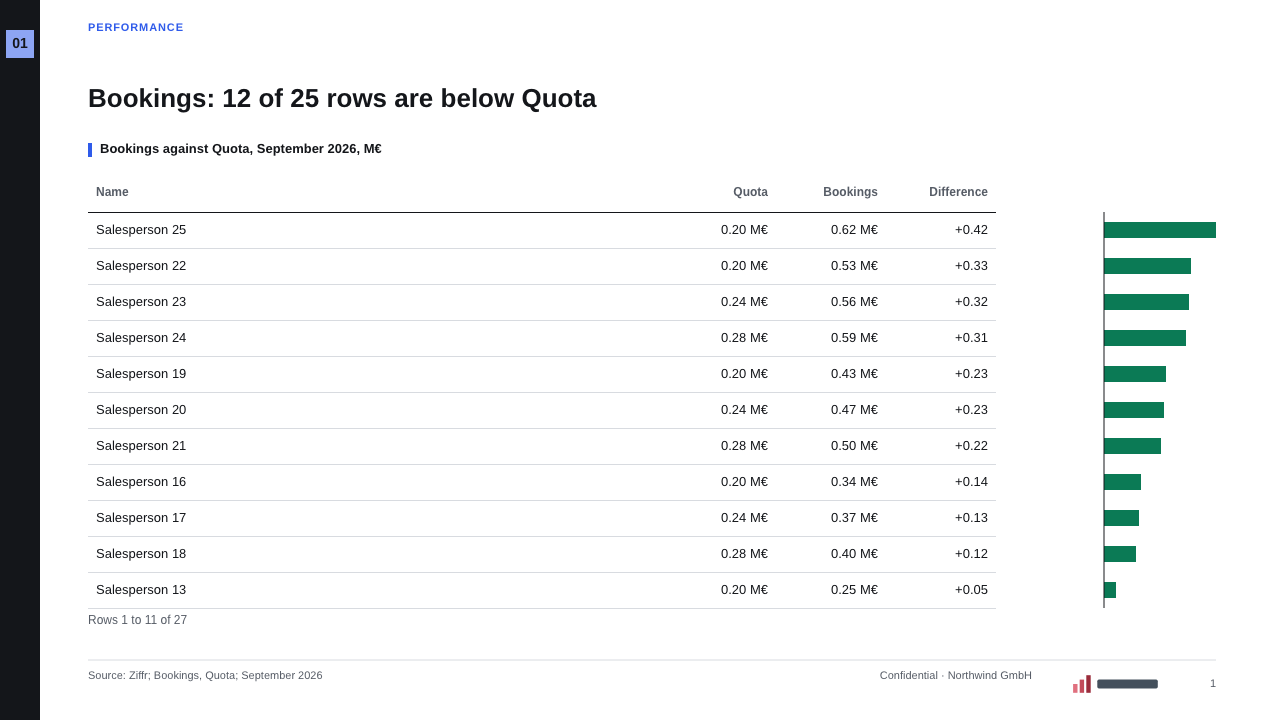 PERFORMANCE
01
Bookings: 12 of 25 rows are below Quota
Bookings against Quota, September 2026, M€
Name Quota Bookings Difference
Salesperson 25 0.20 M€ 0.62 M€ +0.42
Salesperson 22 0.20 M€ 0.53 M€ +0.33
Salesperson 23 0.24 M€ 0.56 M€ +0.32
Salesperson 24 0.28 M€ 0.59 M€ +0.31
Salesperson 19 0.20 M€ 0.43 M€ +0.23
Salesperson 20 0.24 M€ 0.47 M€ +0.23
Salesperson 21 0.28 M€ 0.50 M€ +0.22
Salesperson 16 0.20 M€ 0.34 M€ +0.14
Salesperson 17 0.24 M€ 0.37 M€ +0.13
Salesperson 18 0.28 M€ 0.40 M€ +0.12
Salesperson 13 0.20 M€ 0.25 M€ +0.05
Rows 1 to 11 of 27
Source: Ziffr; Bookings, Quota; September 2026
Confidential · Northwind GmbH
1